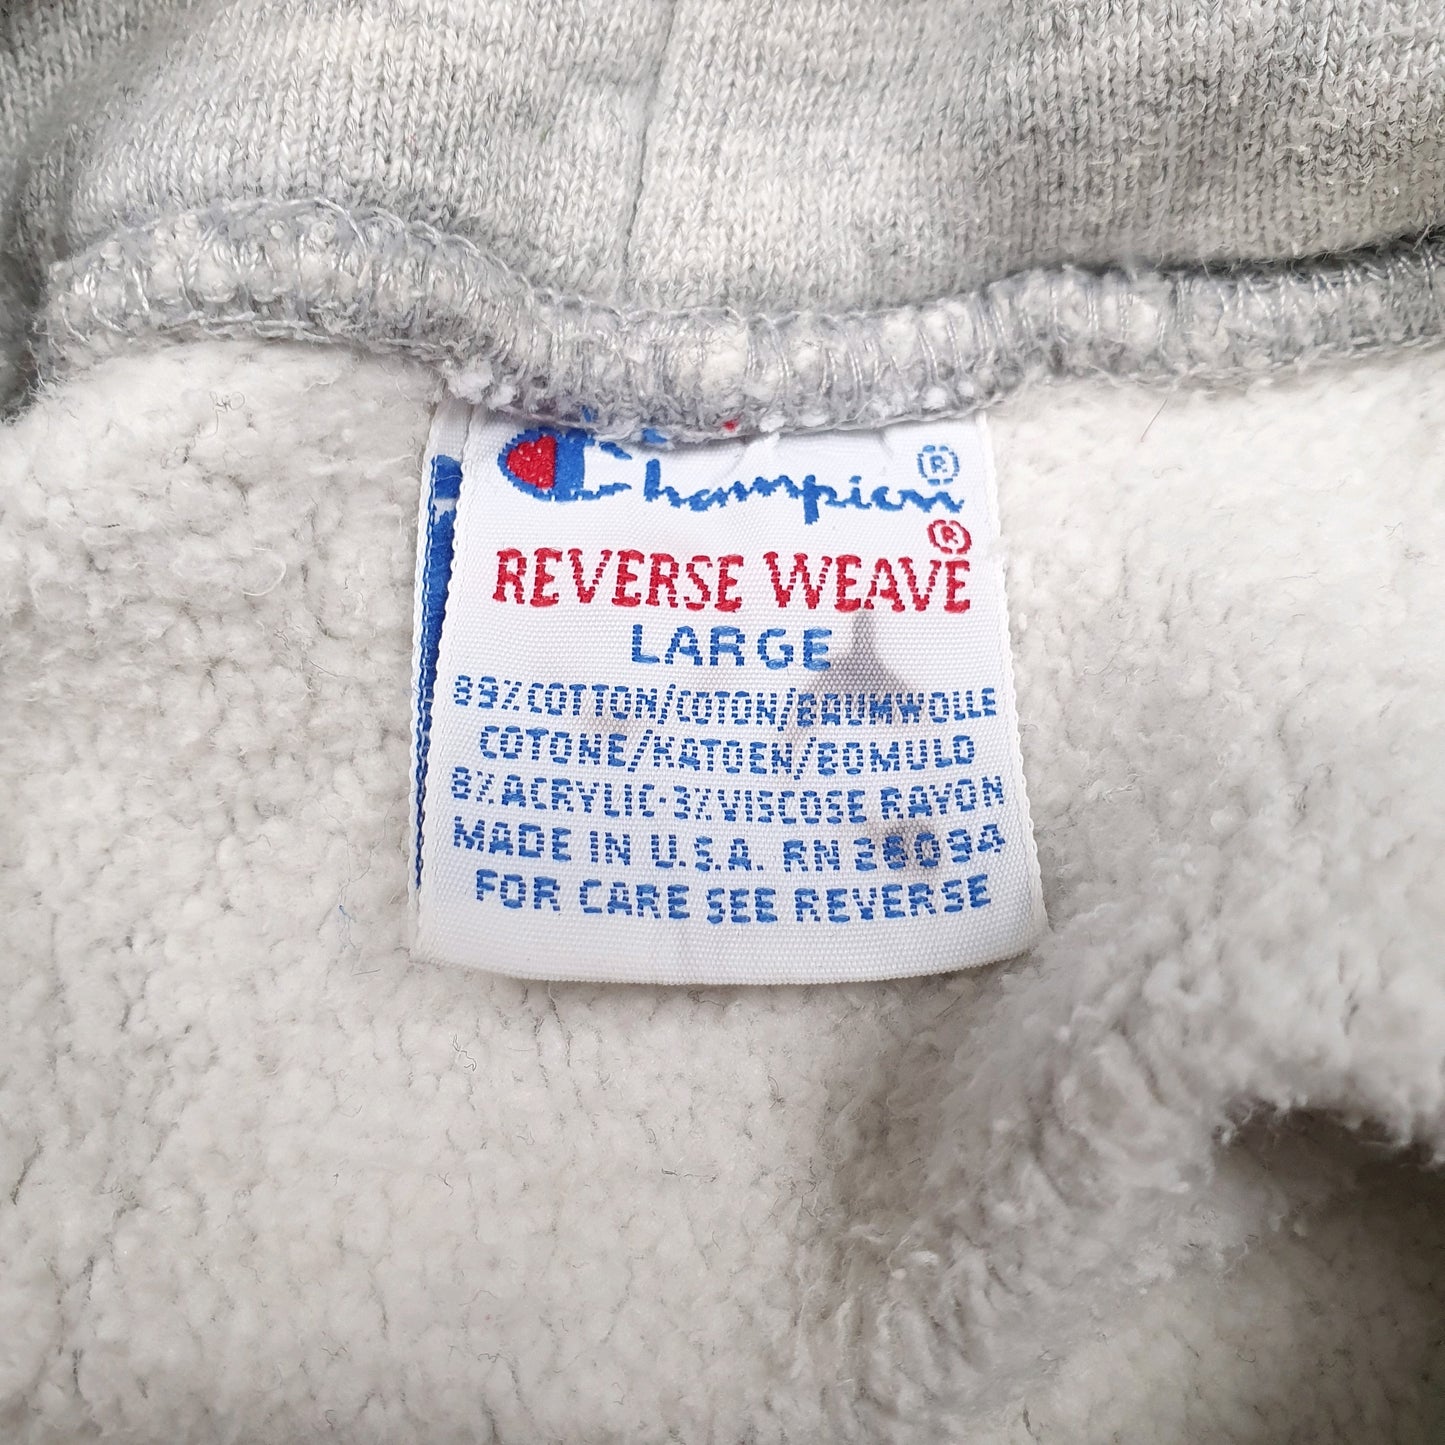 Champion®
REVERSE WEAVE®
LARGE
89% COTTON/COTON/BAUMWOLLE
COTONE/KATOEN/BOMULD
8% ACRYLIC·3% VISCOSE RAYON
MADE IN U.S.A. RN 26094
FOR CARE SEE REVERSE